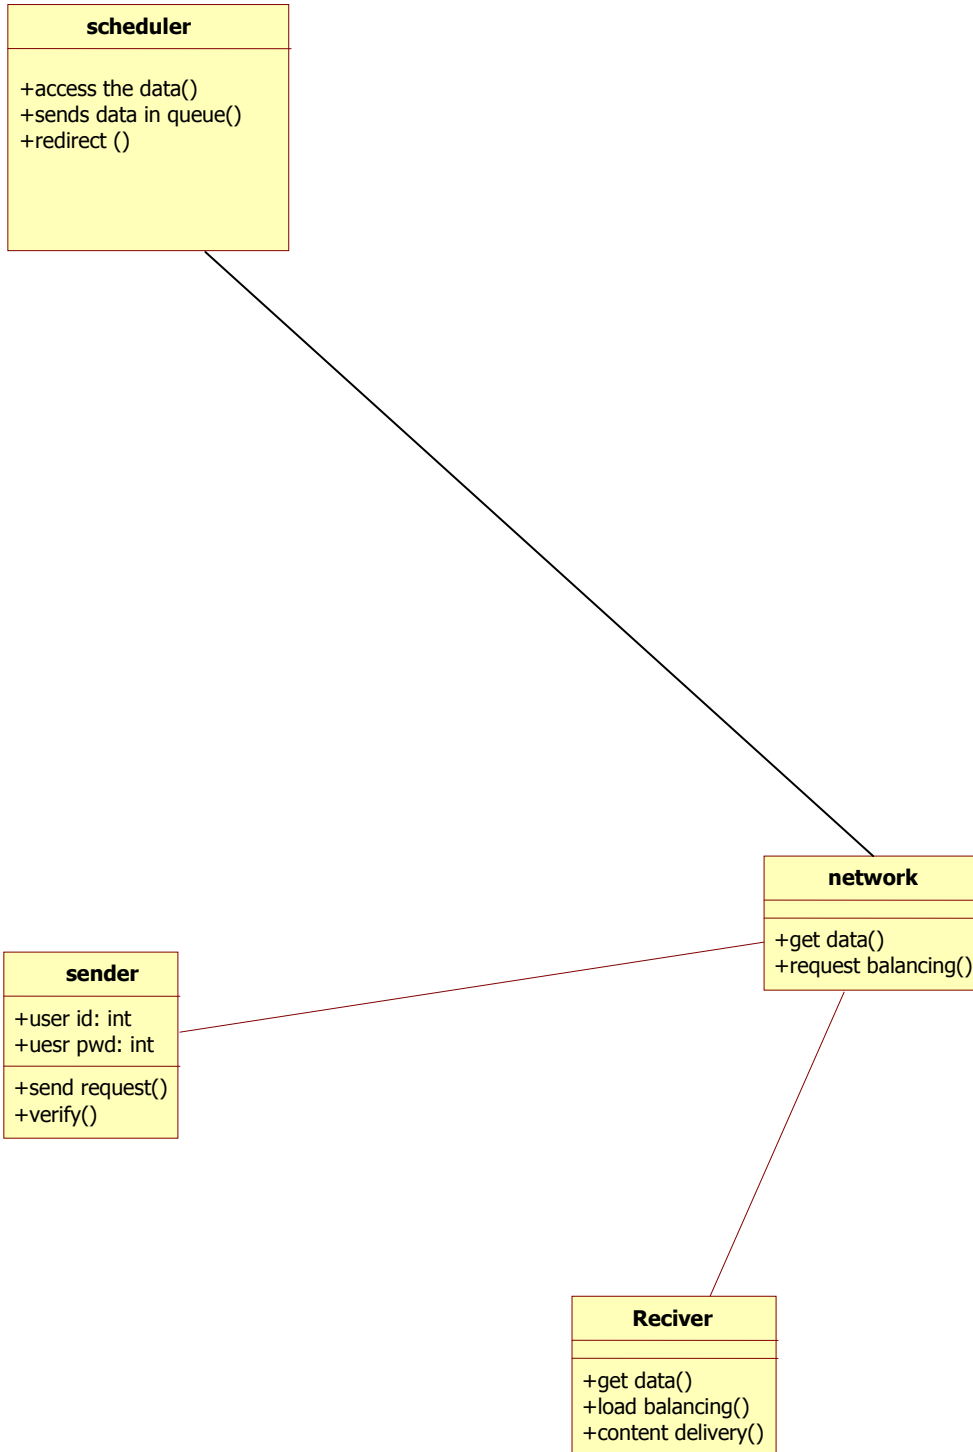 scheduler
+access the data()
+sends data in queue()
+redirect ()
network
+get data()
+request balancing()
sender
+user id: int
+uesr pwd: int
+send request()
+verify()
Reciver
+get data()
+load balancing()
+content delivery()